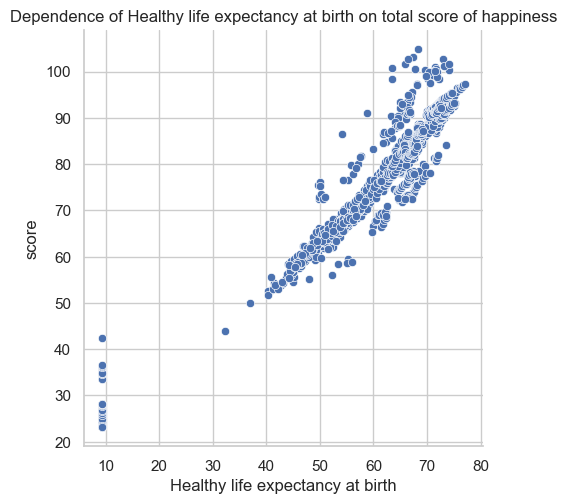 Dependence of Healthy life expectancy at birth on total score of happiness
100
90
80
70
60
50
40
30
20
score
10 20 30 40 50 60 70 80
Healthy life expectancy at birth